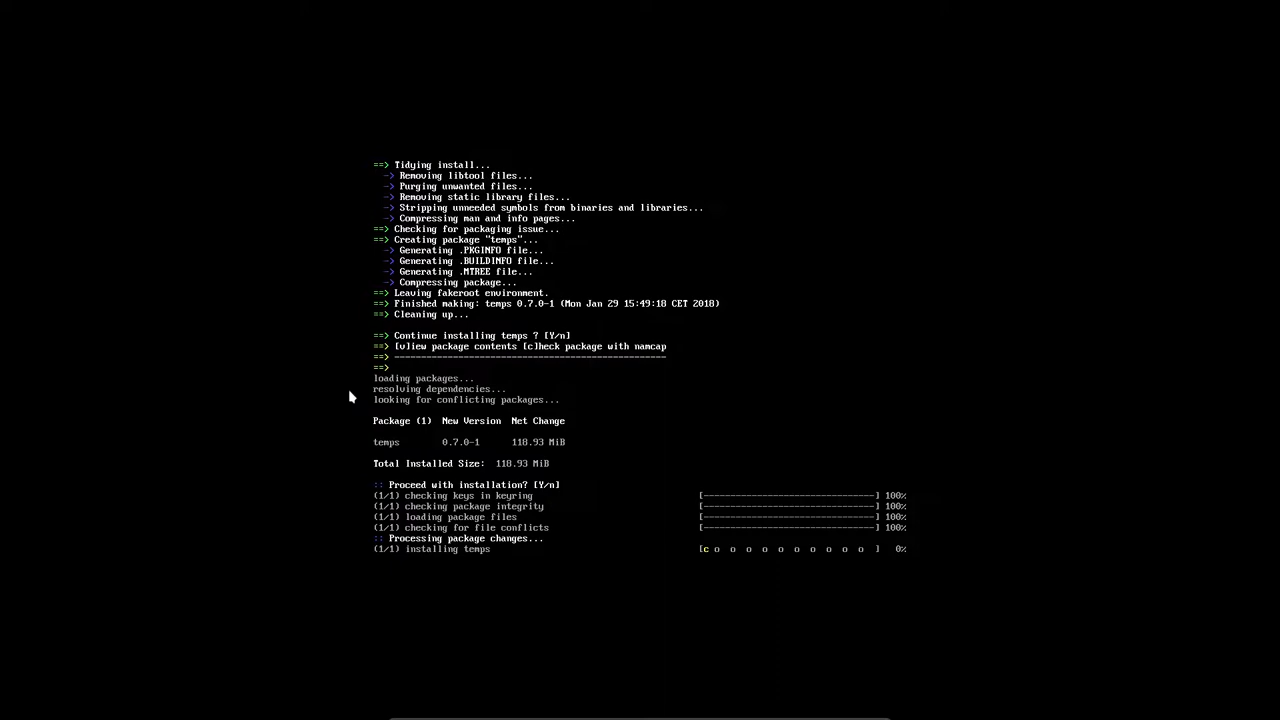 ==> Tidying install...
-> Removing libtool files...
-> Purging unwanted files...
-> Removing static library files...
-> Stripping unneeded symbols from binaries and libraries...
-> Compressing man and info pages...
==> Checking for packaging issue...
==> Creating package "temps"...
-> Generating .PKGINFO file...
-> Generating .BUILDINFO file...
-> Generating .MTREE file...
-> Compressing package...
==> Leaving fakeroot environment.
==> Finished making: temps 0.7.0-1 (Mon Jan 29 15:49:18 CET 2018)
==> Cleaning up...
==> Continue installing temps ? [Y/n]
==> [v]iew package contents [c]heck package with namcap
==> ---------------------------------------------------
==>
loading packages...
resolving dependencies...
looking for conflicting packages...
Package (1) New Version Net Change
temps 0.7.0-1 118.93 MiB
Total Installed Size: 118.93 MiB
:: Proceed with installation? [Y/n]
(1/1) checking keys in keyring [--------------------------------] 100%
(1/1) checking package integrity [--------------------------------] 100%
(1/1) loading package files [--------------------------------] 100%
(1/1) checking for file conflicts [--------------------------------] 100%
:: Processing package changes...
(1/1) installing temps [c o o o o o o o o o o ] 0%